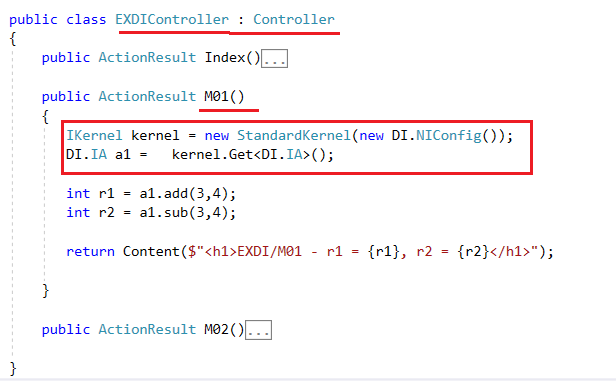 public class EXDIController : Controller
{
public ActionResult Index()...
public ActionResult M01()
{
IKernel kernel = new StandardKernel(new DI.NIConfig());
DI.IA a1 =   kernel.Get<DI.IA>();
int r1 = a1.add(3,4);
int r2 = a1.sub(3,4);
return Content($"<h1>EXDI/M01 - r1 = {r1}, r2 = {r2}</h1>");
}
public ActionResult M02()...
}